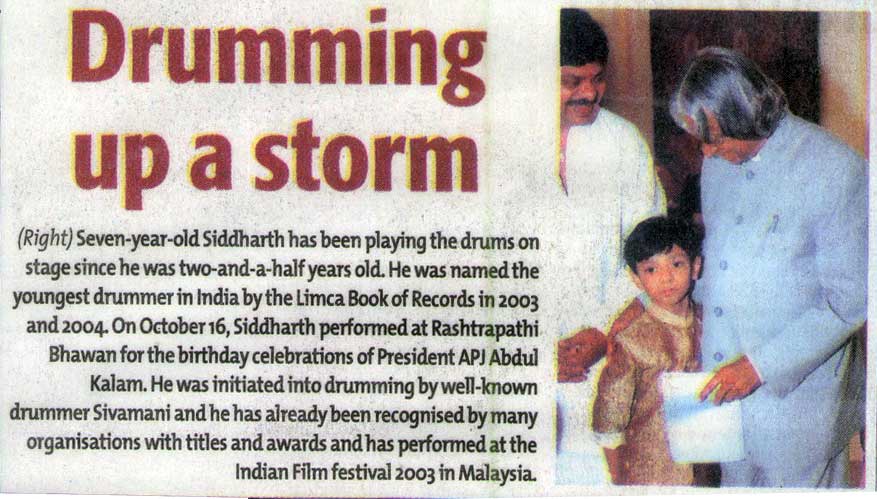 Drumming
up a storm
(Right) Seven-year-old Siddharth has been playing the drums on
stage since he was two-and-a-half years old. He was named the
youngest drummer in India by the Limca Book of Records in 2003
and 2004. On October 16, Siddharth performed at Rashtrapathi
Bhawan for the birthday celebrations of President APJ Abdul
Kalam. He was initiated into drumming by well-known
drummer Sivamani and he has already been recognised by many
organisations with titles and awards and has performed at the
Indian Film festival 2003 in Malaysia.